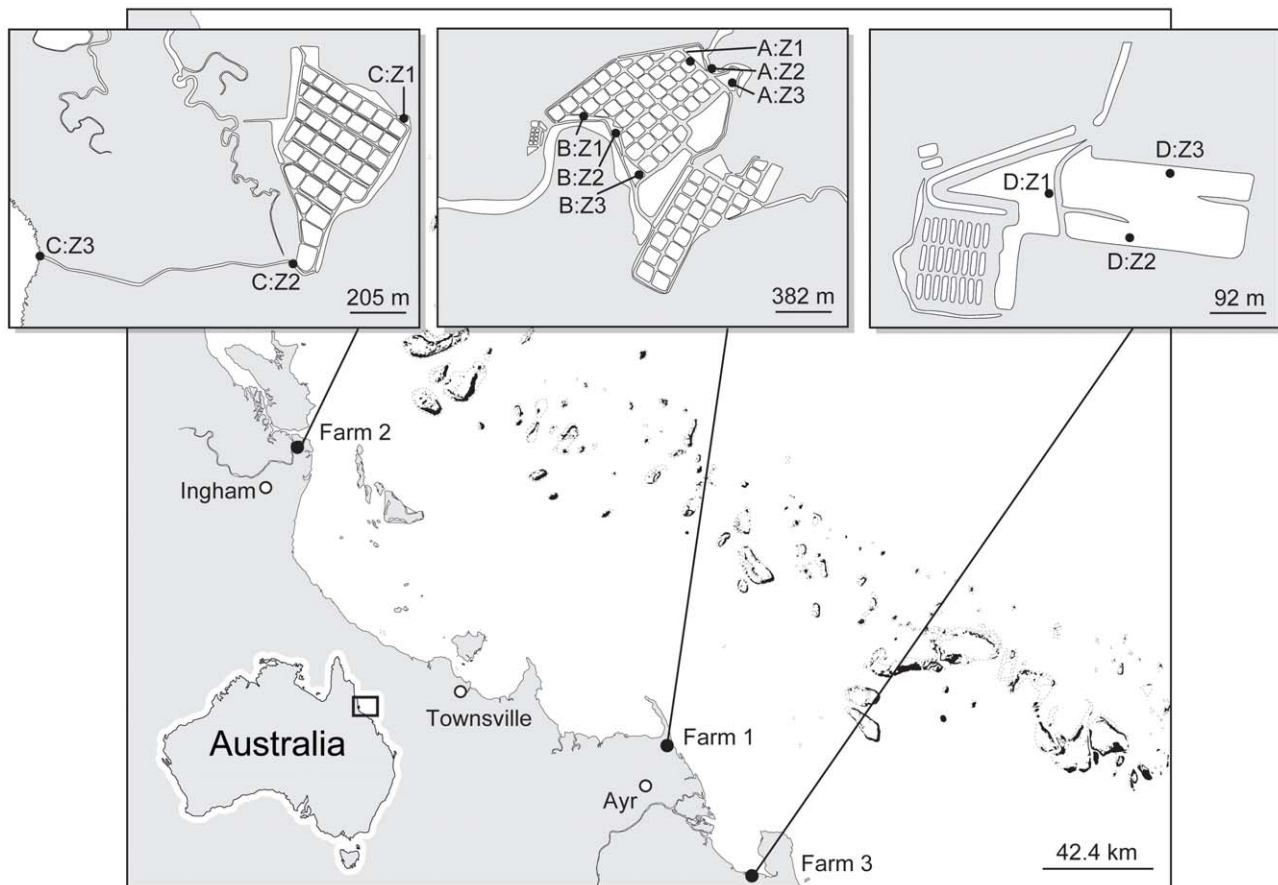 C:Z1
C:Z3
C:Z2
205 m
A:Z1
A:Z2
A:Z3
B:Z1
B:Z2
B:Z3
382 m
D:Z3
D:Z1
D:Z2
92 m
Farm 2
Ingham
Townsville
Farm 1
Australia
Ayr
Farm 3
42.4 km